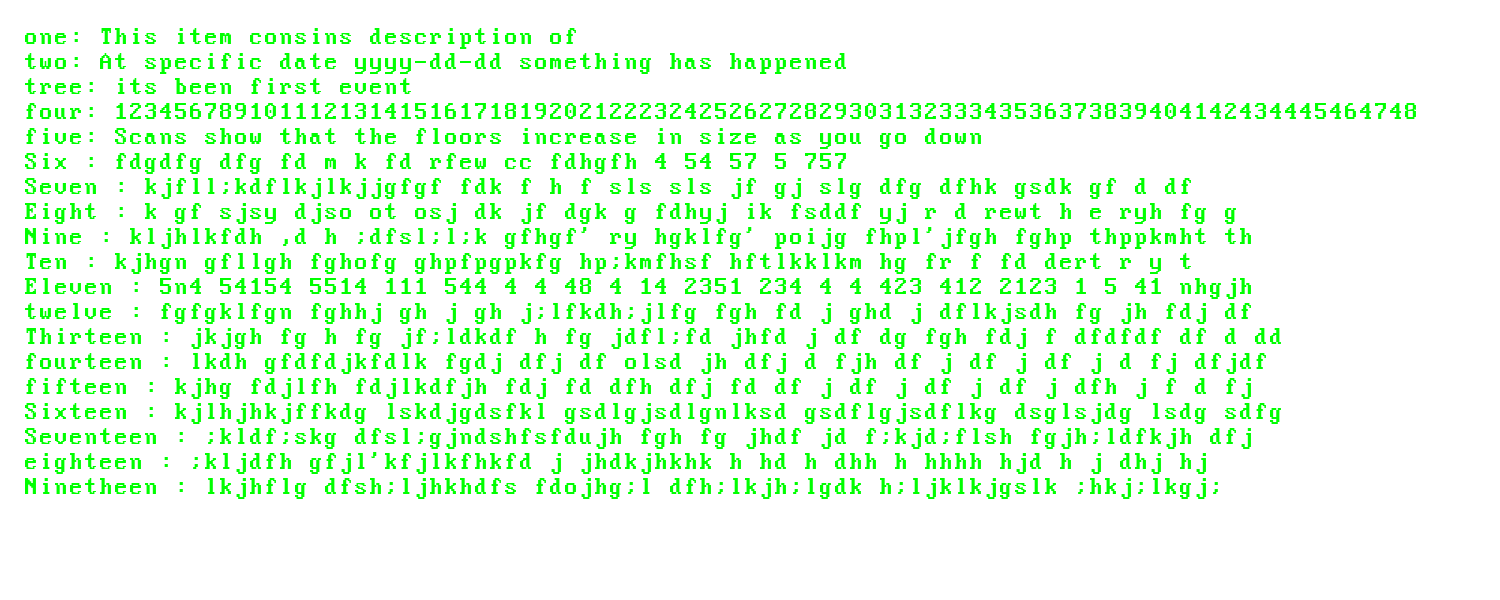 one: This item consins description of
two: At specific date yyyy-dd-dd something has happened
tree: its been first event
four: 123456789101112131415161718192021222324252627282930313233343536373839404142434445464748
five: Scans show that the floors increase in size as you go down
Six : fdgdfg dfg fd m k fd rfew cc fdhgfh 4 54 57 5 757
Seven : kjfll;kdflkjlkjjgfgf fdk f h f sls sls jf gj slg dfg dfhk gsdk gf d df
Eight : k gf sjsy djso ot osj dk jf dgk g fdhyj ik fsddf yj r d rewt h e ryh fg g
Nine : kljhlkfdh ,d h ;dfsl;l;k gfhgf' ry hgklfg' poijg fhpl'jfgh fghp thppkmht th
Ten : kjhgn gfllgh fghofg ghpfpgpkfg hp;kmfhsf hftlkklkm hg fr f fd dert r y t
Eleven : 5n4 54154 5514 111 544 4 4 48 4 14 2351 234 4 4 423 412 2123 1 5 41 nhgjh
twelve : fgfgklfgn fghhj gh j gh j;lfkdh;jlfg fgh fd j ghd j dflkjsdh fg jh fdj df
Thirteen : jkjgh fg h fg jf;ldkdf h fg jdfl;fd jhfd j df dg fgh fdj f dfdfdf df d dd
fourteen : lkdh gfdfdjkfdlk fgdj dfj df olsd jh dfj d fjh df j df j df j d fj dfjdf
fifteen : kjhg fdjlfh fdjlkdfjh fdj fd dfh dfj fd df j df j df j df j dfh j f d fj
Sixteen : kjlhjhkjffkdg lskdjgdsfkl gsdlgjsdlgnlksd gsdflgjsdflkg dsglsjdg lsdg sdfg
Seventeen : ;kldf;skg dfsl;gjndshfsfdujh fgh fg jhdf jd f;kjd;flsh fgjh;ldfkjh dfj
eighteen : ;kljdfh gfjl'kfjlkfhkfd j jhdkjhkhk h hd h dhh h hhhh hjd h j dhj hj
Ninetheen : lkjhflg dfsh;ljhkhdfs fdojhg;l dfh;lkjh;lgdk h;ljklkjgslk ;hkj;lkgj;